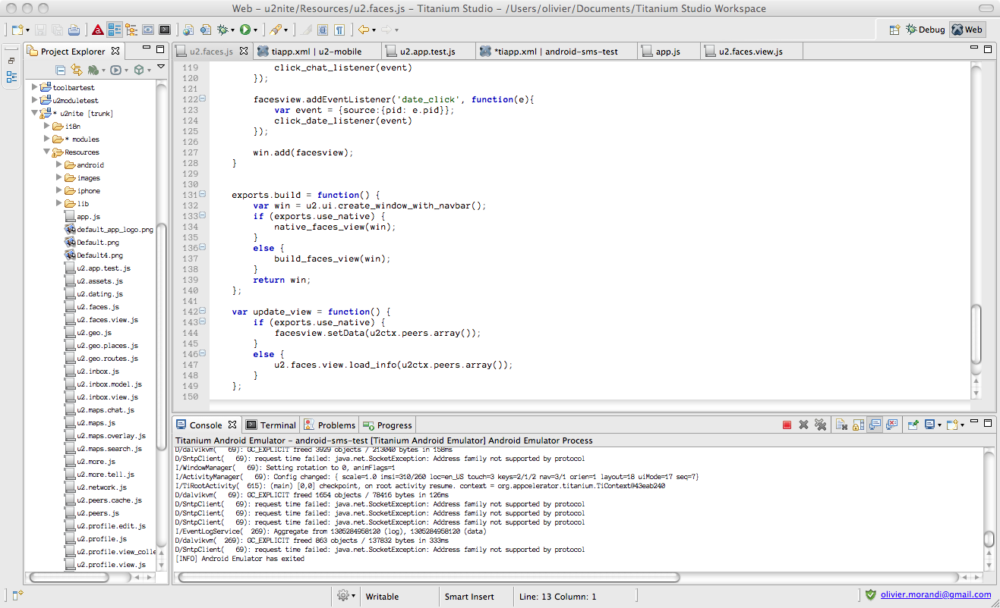 Web – u2nite/Resources/u2.faces.js – Titanium Studio – /Users/olivier/Documents/Titanium Studio Workspace
Debug
Web
Project Explorer
toolbartest
u2moduletest
* u2nite [trunk]
i18n
* modules
Resources
android
images
iphone
lib
app.js
default_app_logo.png
Default.png
Default4.png
u2.app.test.js
u2.assets.js
u2.dating.js
u2.faces.js
u2.faces.view.js
u2.geo.js
u2.geo.places.js
u2.geo.routes.js
u2.inbox.js
u2.inbox.model.js
u2.inbox.view.js
u2.maps.chat.js
u2.maps.js
u2.maps.overlay.js
u2.maps.search.js
u2.more.js
u2.more.tell.js
u2.network.js
u2.peers.cache.js
u2.peers.js
u2.profile.edit.js
u2.profile.js
u2.profile.view_colle
u2.profile.view.js
u2.faces.js
tiapp.xml | u2-mobile
u2.app.test.js
*tiapp.xml | android-sms-test
app.js
u2.faces.view.js
119 click_chat_listener(event)
120 });
121
122 facesview.addEventListener('date_click', function(e){
123 var event = {source:{pid: e.pid}};
124 click_date_listener(event)
125 });
126
127 win.add(facesview);
128 }
129
130
131 exports.build = function() {
132 var win = u2.ui.create_window_with_navbar();
133 if (exports.use_native) {
134 native_faces_view(win);
135 }
136 else {
137 build_faces_view(win);
138 }
139 return win;
140 };
141
142 var update_view = function() {
143 if (exports.use_native) {
144 facesview.setData(u2ctx.peers.array());
145 }
146 else {
147 u2.faces.view.load_info(u2ctx.peers.array());
148 }
149 };
150
Console
Terminal
Problems
Progress
Titanium Android Emulator – android-sms-test [Titanium Android Emulator] Android Emulator Process
D/dalvikvm( 69): GC_EXPLICIT freed 3929 objects / 213040 bytes in 158ms
D/SntpClient( 69): request time failed: java.net.SocketException: Address family not supported by protocol
I/WindowManager( 69): Setting rotation to 0, animFlags=1
I/ActivityManager( 69): Config changed: { scale=1.0 imsi=310/260 loc=en_US touch=3 keys=2/1/2 nav=3/1 orien=1 layout=18 uiMode=17 seq=7}
I/TiRootActivity( 615): (main) [0,0] checkpoint, on root activity resume. context = org.appcelerator.titanium.TiContext@43eab240
D/dalvikvm( 69): GC_EXPLICIT freed 1654 objects / 78416 bytes in 126ms
D/SntpClient( 69): request time failed: java.net.SocketException: Address family not supported by protocol
D/SntpClient( 69): request time failed: java.net.SocketException: Address family not supported by protocol
D/SntpClient( 69): request time failed: java.net.SocketException: Address family not supported by protocol
I/EventLogService( 269): Aggregate from 1305284958120 (log), 1305284958120 (data)
D/dalvikvm( 269): GC_EXPLICIT freed 863 objects / 137832 bytes in 333ms
D/SntpClient( 69): request time failed: java.net.SocketException: Address family not supported by protocol
[INFO] Android Emulator has exited
Writable
Smart Insert
Line: 13 Column: 1
olivier.morandi@gmail.com